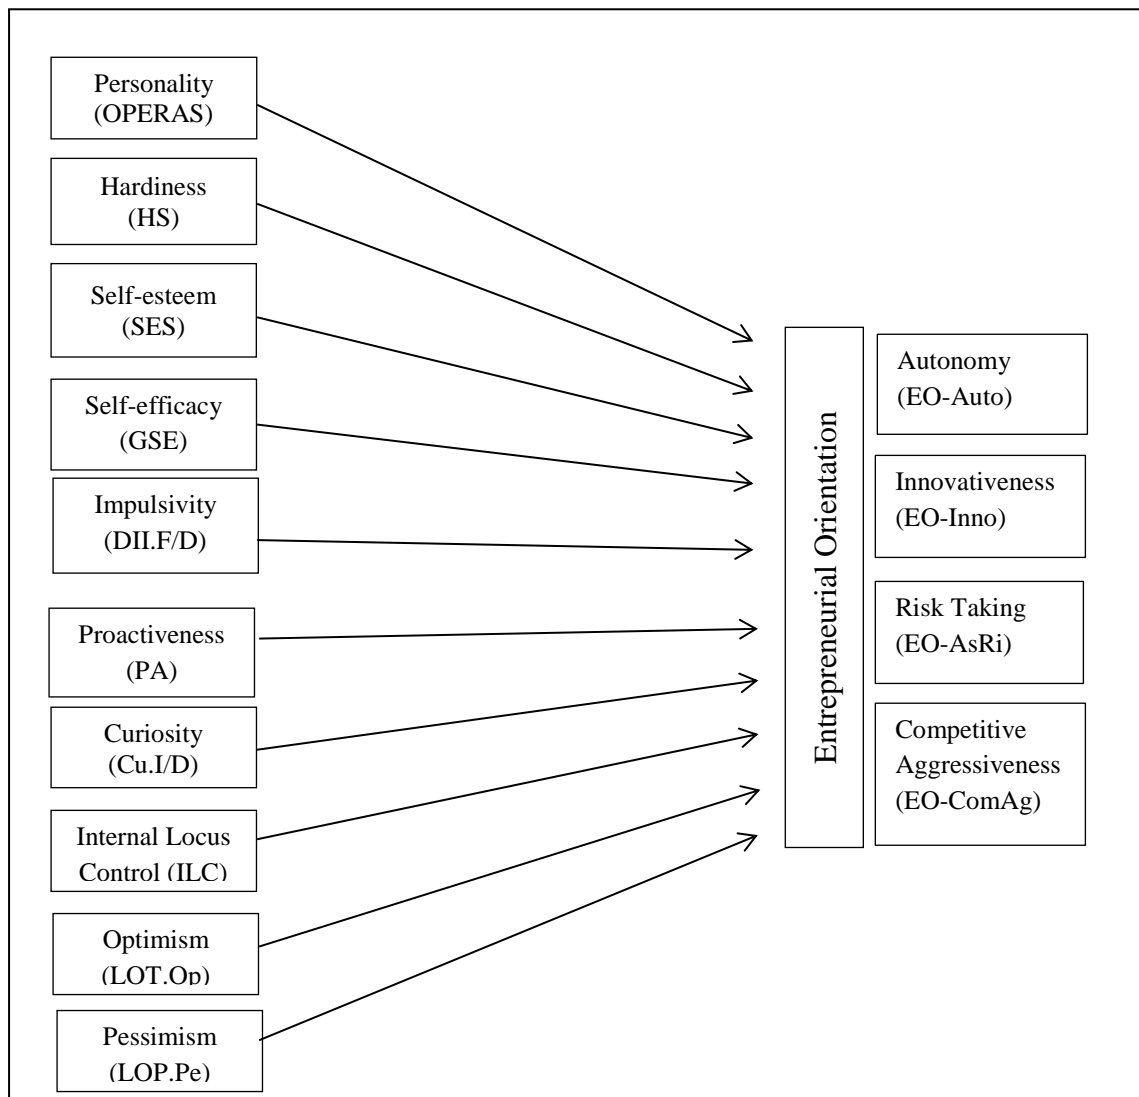 Personality
(OPERAS)
Hardiness
(HS)
Self-esteem
(SES)
Self-efficacy
(GSE)
Impulsivity
(DII.F/D)
Proactiveness
(PA)
Curiosity
(Cu.I/D)
Internal Locus
Control (ILC)
Optimism
(LOT.Op)
Pessimism
(LOP.Pe)
Entrepreneurial Orientation
Autonomy
(EO-Auto)
Innovativeness
(EO-Inno)
Risk Taking
(EO-AsRi)
Competitive
Aggressiveness
(EO-ComAg)